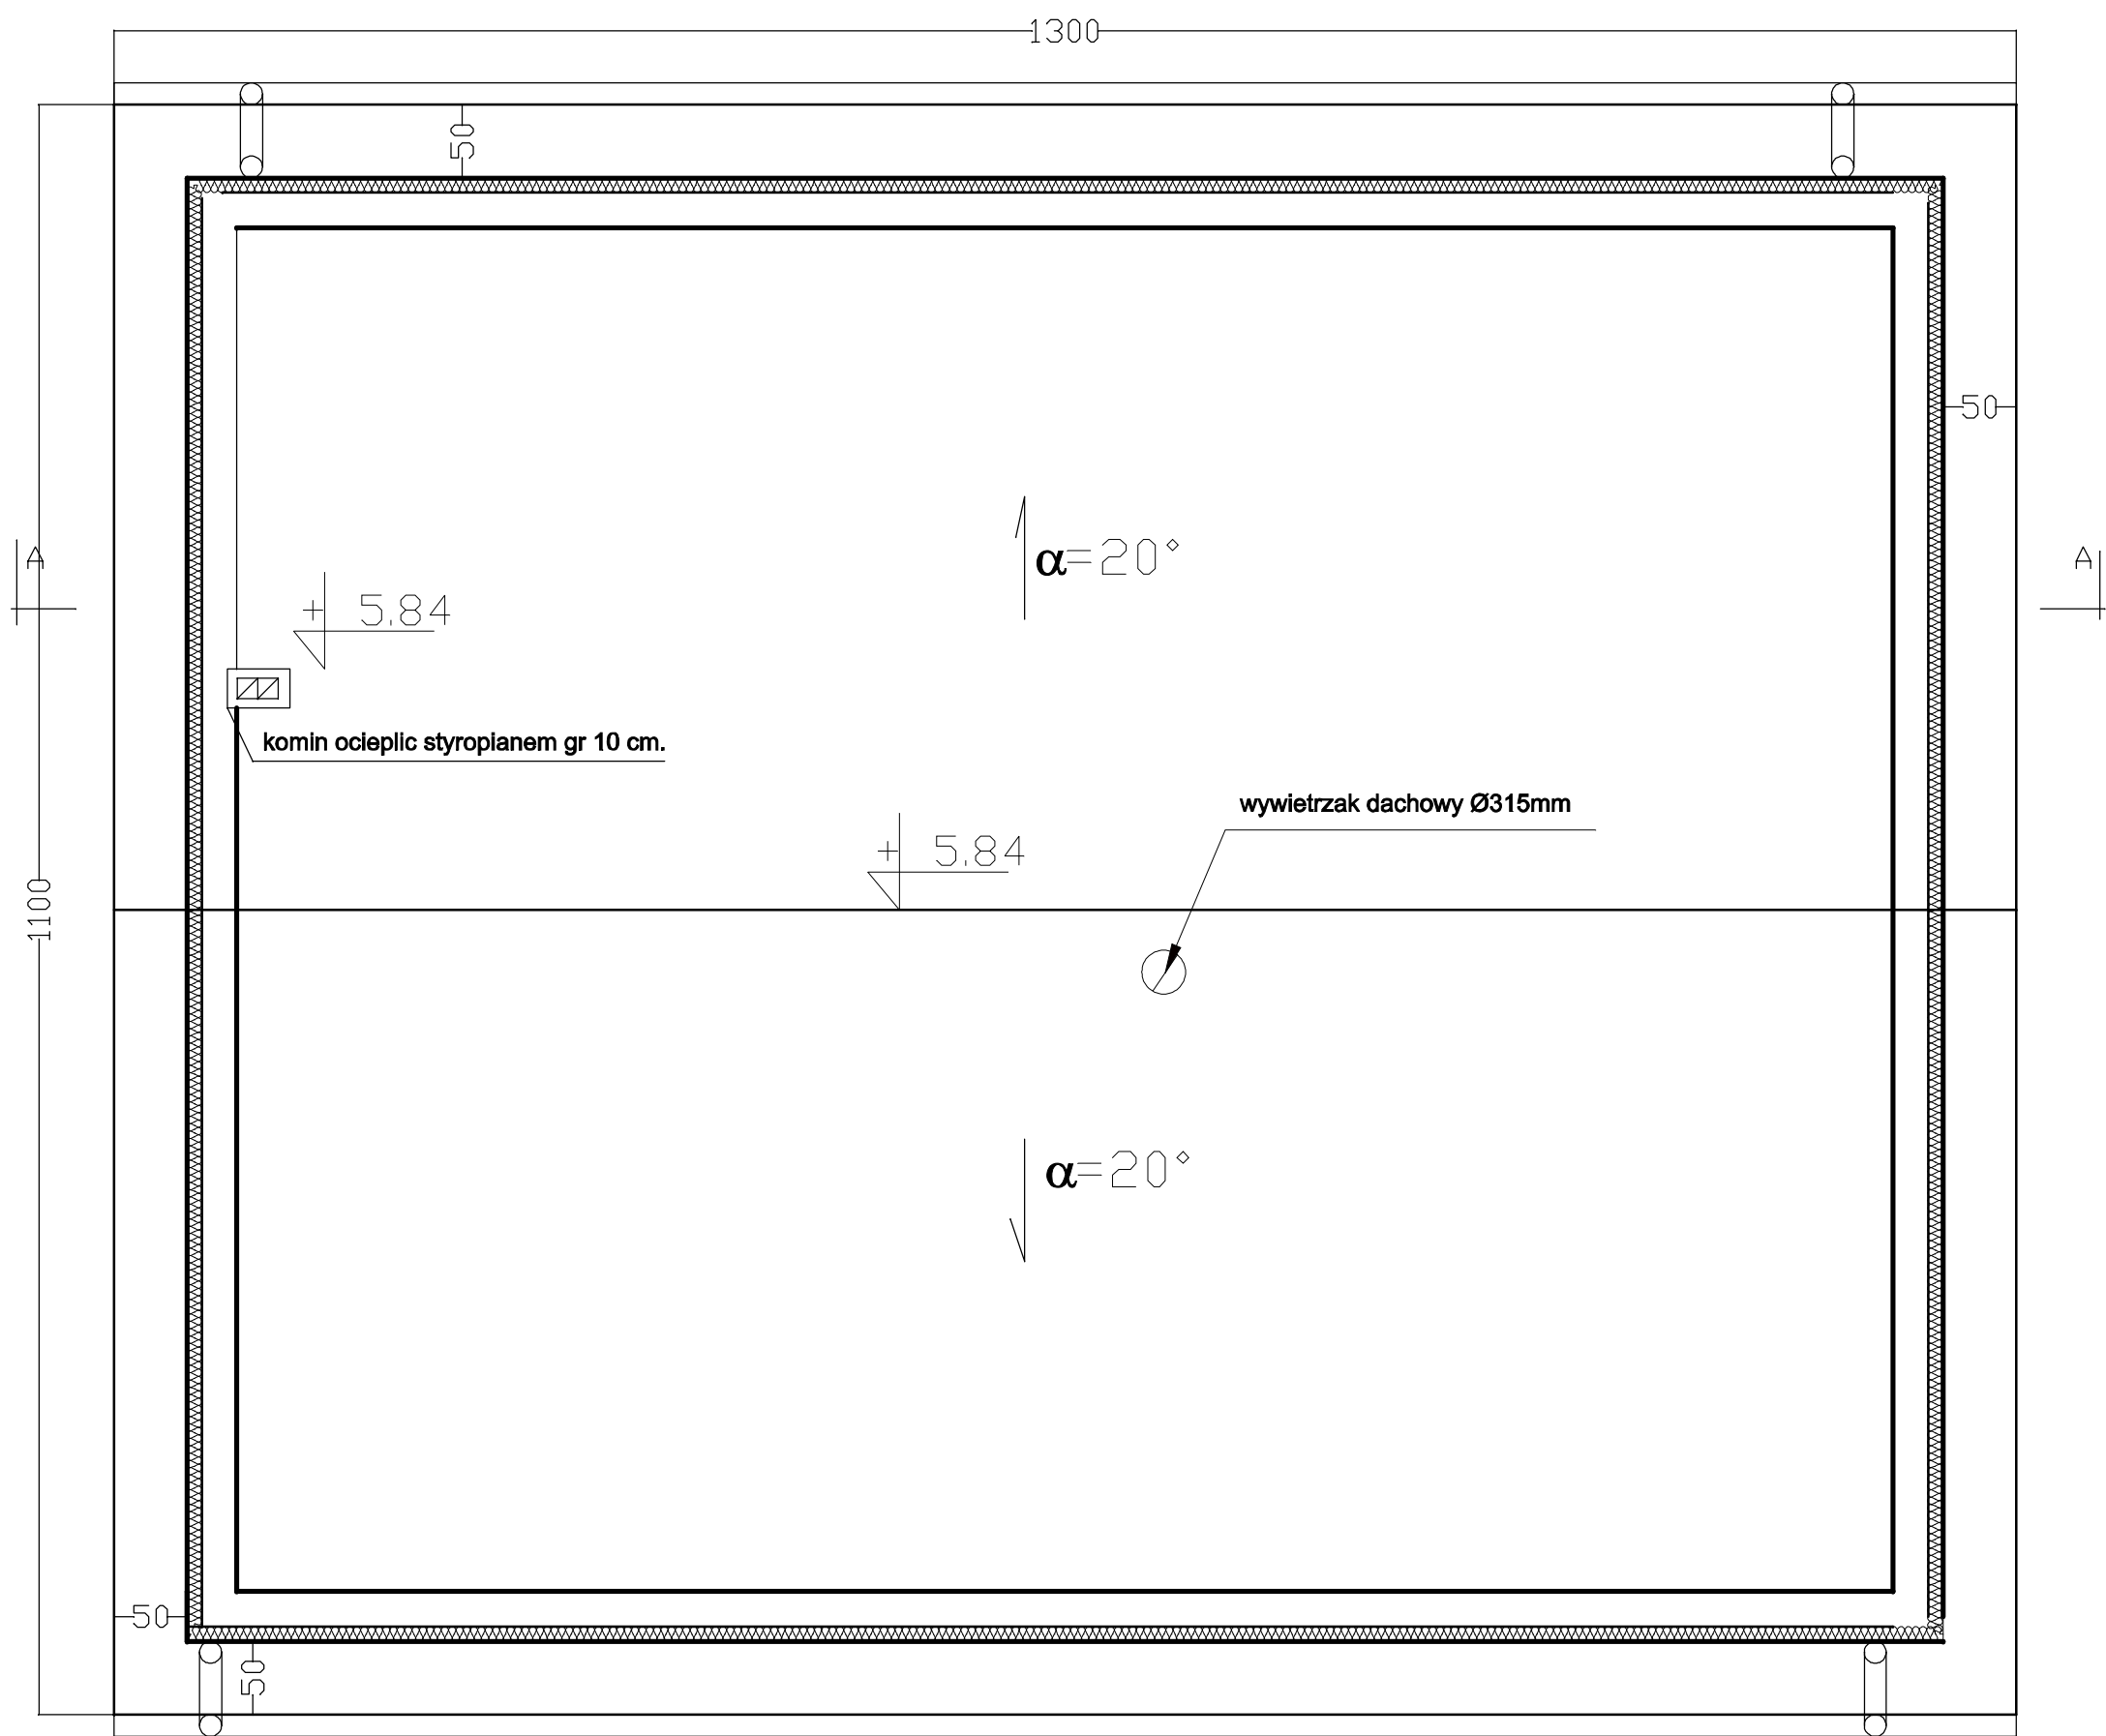 1300
50
50
α=20°
A
A
+ 5.84
komin ocieplic styropianem gr 10 cm.
wywietrzak dachowy Ø315mm
+ 5.84
1100
α=20°
50
50